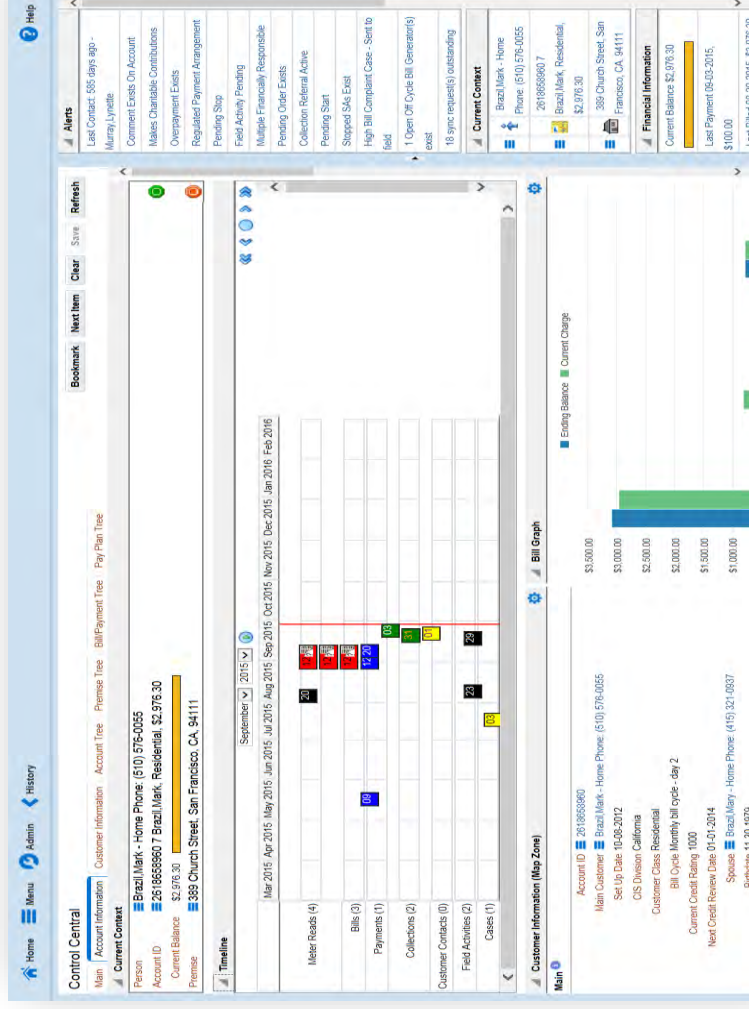 Home Menu Admin History Help
Control Central
Bookmark Next Item Clear Save Refresh
Main Account Information Customer Information Account Tree Premise Tree Bill/Payment Tree Pay Plan Tree
Current Context
Person Brazil,Mark - Home Phone: (510) 576-0055
Account ID 2618658960 7 Brazil,Mark, Residential, $2,976.30
Current Balance $2,976.30
Premise 389 Church Street, San Francisco, CA, 94111
Timeline
September 2015
Mar 2015 Apr 2015 May 2015 Jun 2015 Jul 2015 Aug 2015 Sep 2015 Oct 2015 Nov 2015 Dec 2015 Jan 2016 Feb 2016
Meter Reads (4) 20
Bills (3)
Payments (1) 09 12 20 03
Collections (2) 31
Customer Contacts (0) 01
Field Activities (2) 23 29
Cases (1) 03
Customer Information (Map Zone)
Main
Account ID 2618658960
Main Customer Brazil,Mark - Home Phone: (510) 576-0055
Set Up Date 10-08-2012
CIS Division California
Customer Class Residential
Bill Cycle Monthly bill cycle - day 2
Current Credit Rating 1000
Next Credit Review Date 01-01-2014
Spouse Brazil,Mary - Home Phone: (415) 321-0937
Birthdate 11-20-1979
Bill Graph
Ending Balance Current Charge
$3,500.00
$3,000.00
$2,500.00
$2,000.00
$1,500.00
$1,000.00
Alerts
Last Contact: 585 days ago -
Murray,Lynette
Comment Exists On Account
Makes Charitable Contributions
Overpayment Exists
Regulated Payment Arrangement
Pending Stop
Field Activity Pending
Multiple Financially Responsible
Pending Order Exists
Collection Referral Active
Pending Start
Stopped SAs Exist
High Bill Complaint Case - Sent to
field
1 Open Off Cycle Bill Generator(s)
exist
18 sync request(s) outstanding
Current Context
Brazil,Mark - Home
Phone: (510) 576-0055
2618658960 7
Brazil,Mark, Residential,
$2,976.30
389 Church Street, San
Francisco, CA, 94111
Financial Information
Current Balance $2,976.30
Last Payment 09-03-2015,
$100.00